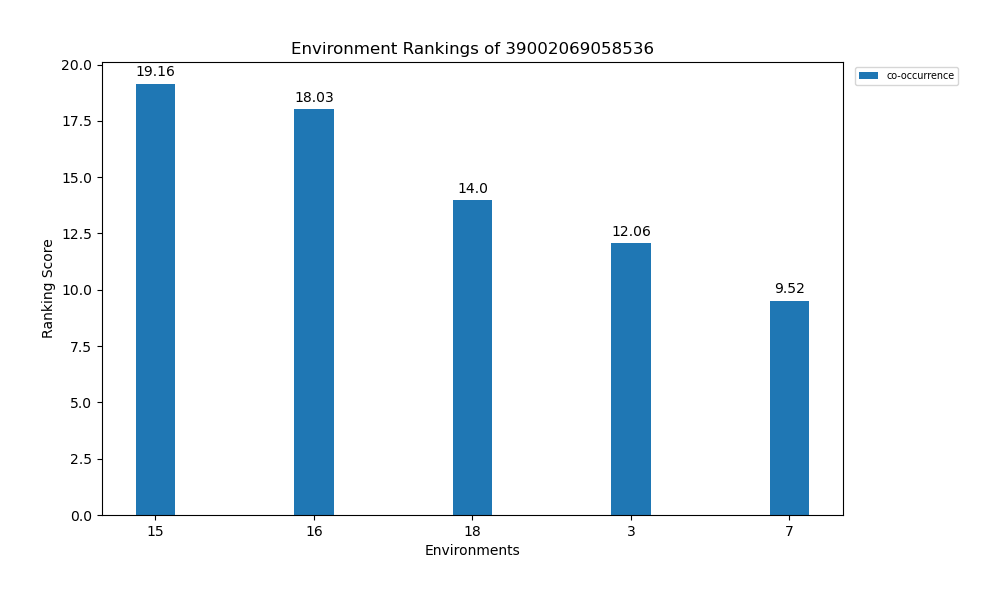 Environment Rankings of 39002069058536
co-occurrence
Ranking Score
20.0
17.5
15.0
12.5
10.0
7.5
5.0
2.5
0.0
19.16
18.03
14.0
12.06
9.52
15 16 18 3 7
Environments